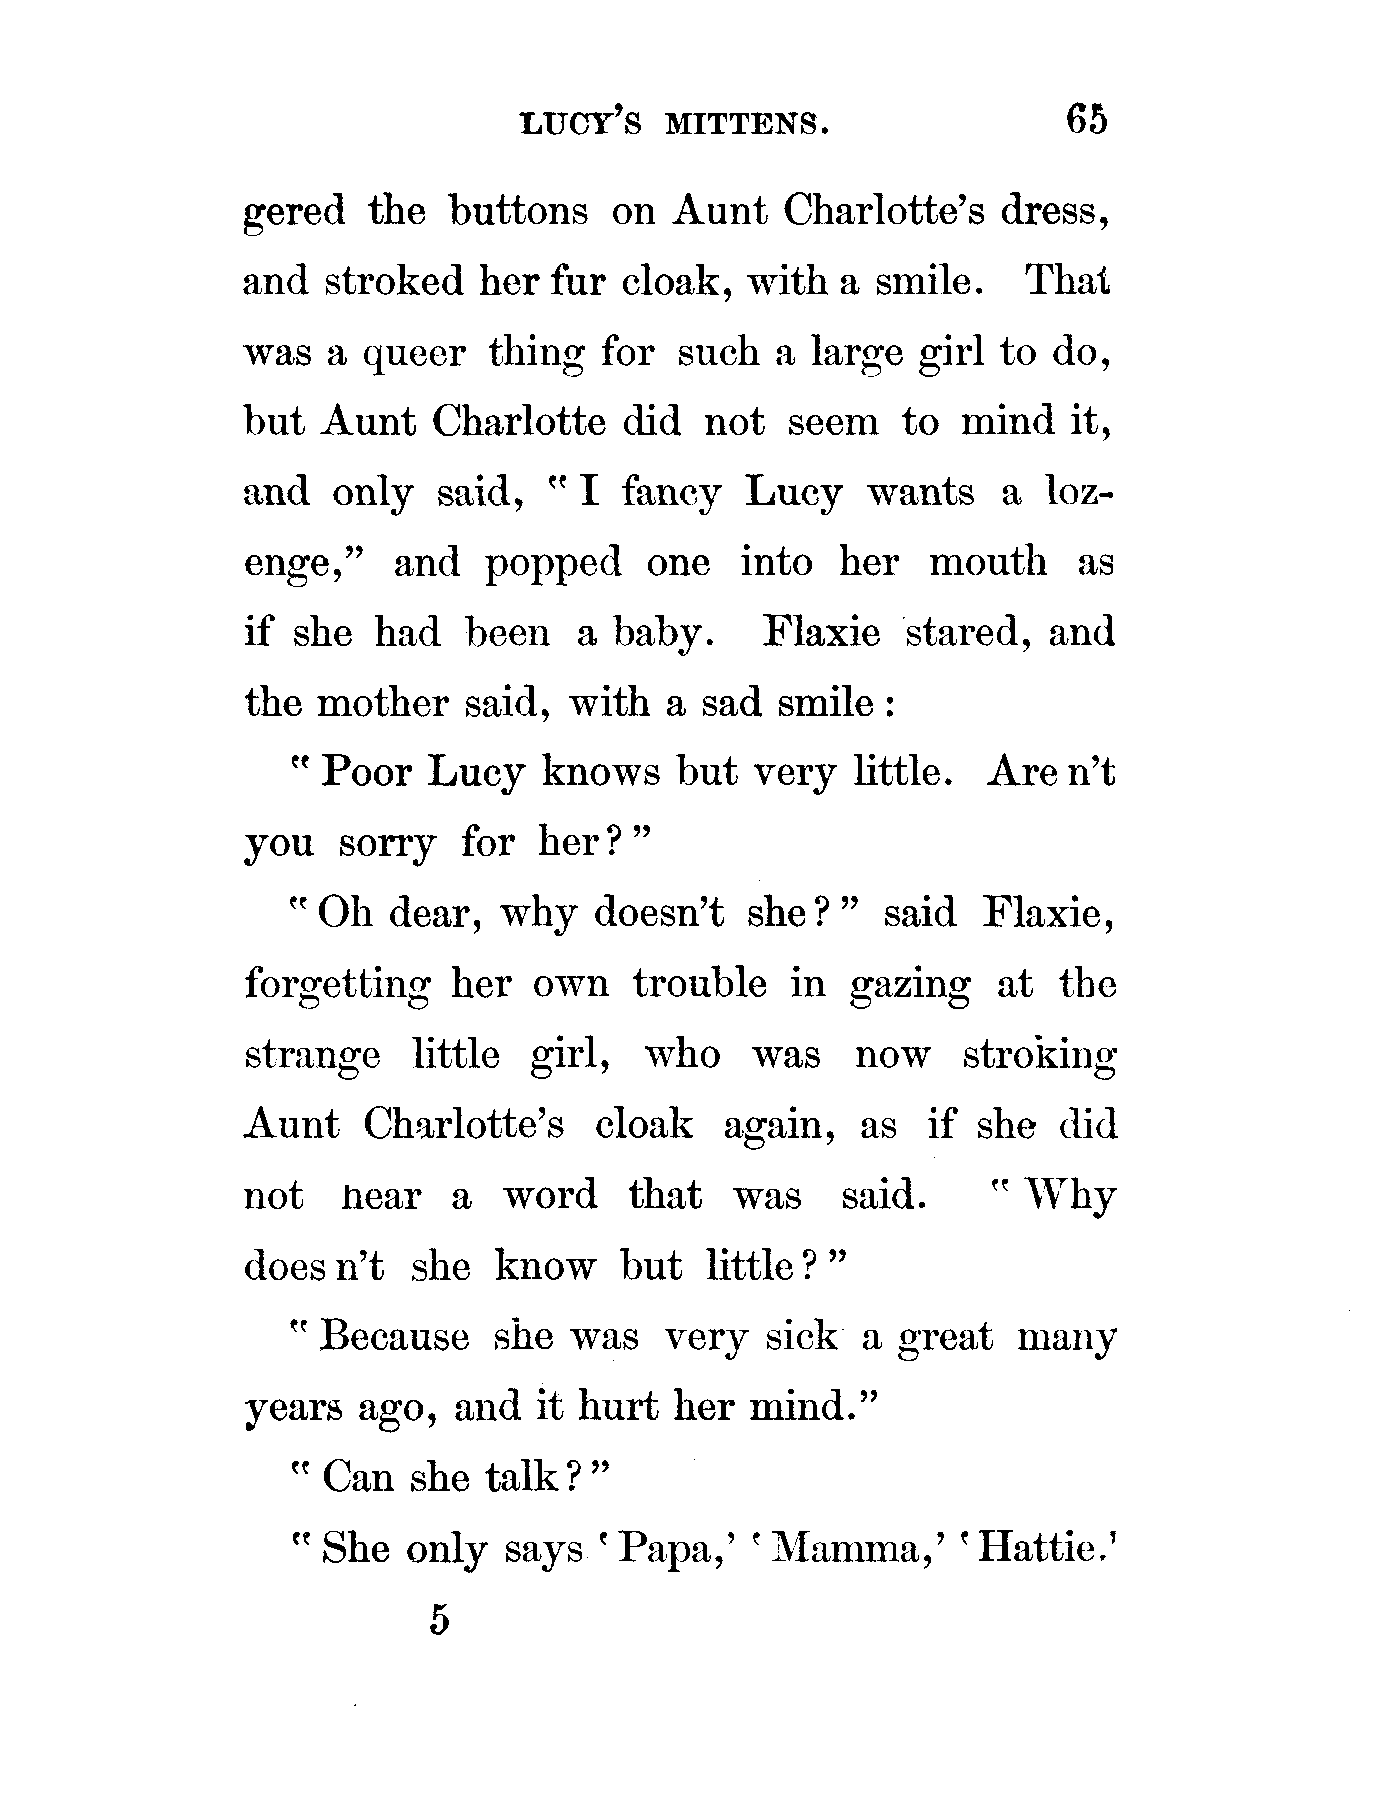 LUCY'S MITTENS. 65
gered the buttons on Aunt Charlotte's dress,
and stroked her fur cloak, with a smile. That
was a queer thing for such a large girl to do,
but Aunt Charlotte did not seem to mind it,
and only said, " I fancy Lucy wants a loz-
enge," and popped one into her mouth as
if she had been a baby. Flaxie stared, and
the mother said, with a sad smile :
" Poor Lucy knows but very little. Are n't
you sorry for her? "
" Oh dear, why doesn't she? " said Flaxie,
forgetting her own trouble in gazing at the
strange little girl, who was now stroking
Aunt Charlotte's cloak again, as if she did
not hear a word that was said. " Why
does n't she know but little? "
" Because she was very sick a great many
years ago, and it hurt her mind."
" Can she talk? "
" She only says ' Papa,' ' Mamma,' ' Hattie.'
5